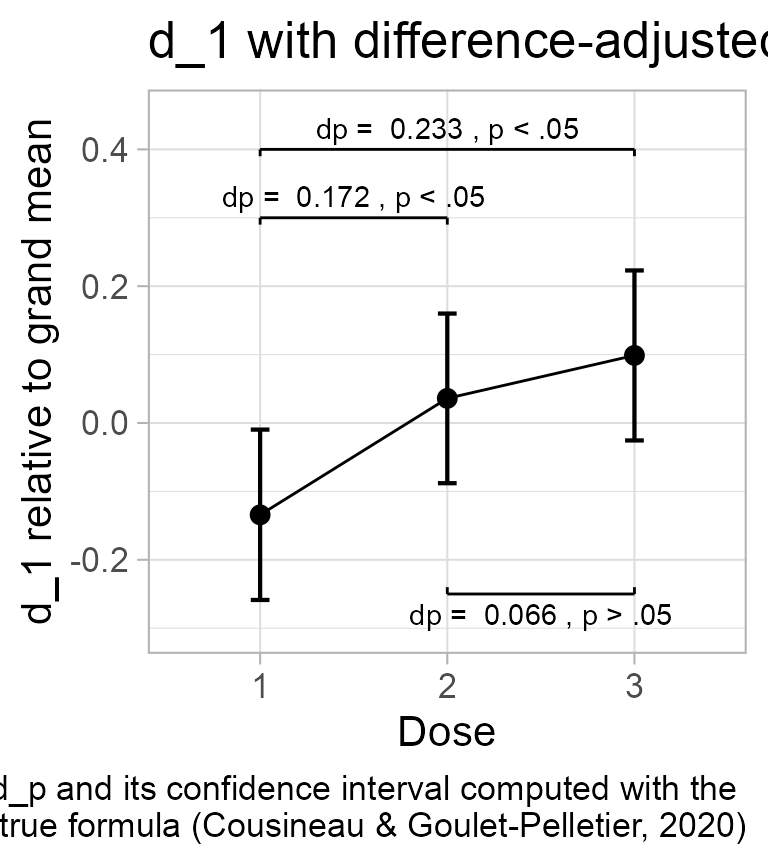 d_1 with difference-adjusted
dp = 0.233 , p < .05
dp = 0.172 , p < .05
dp = 0.066 , p > .05
d_1 relative to grand mean
0.4
0.2
0.0
-0.2
1 2 3
Dose
d_p and its confidence interval computed with the
true formula (Cousineau & Goulet-Pelletier, 2020)